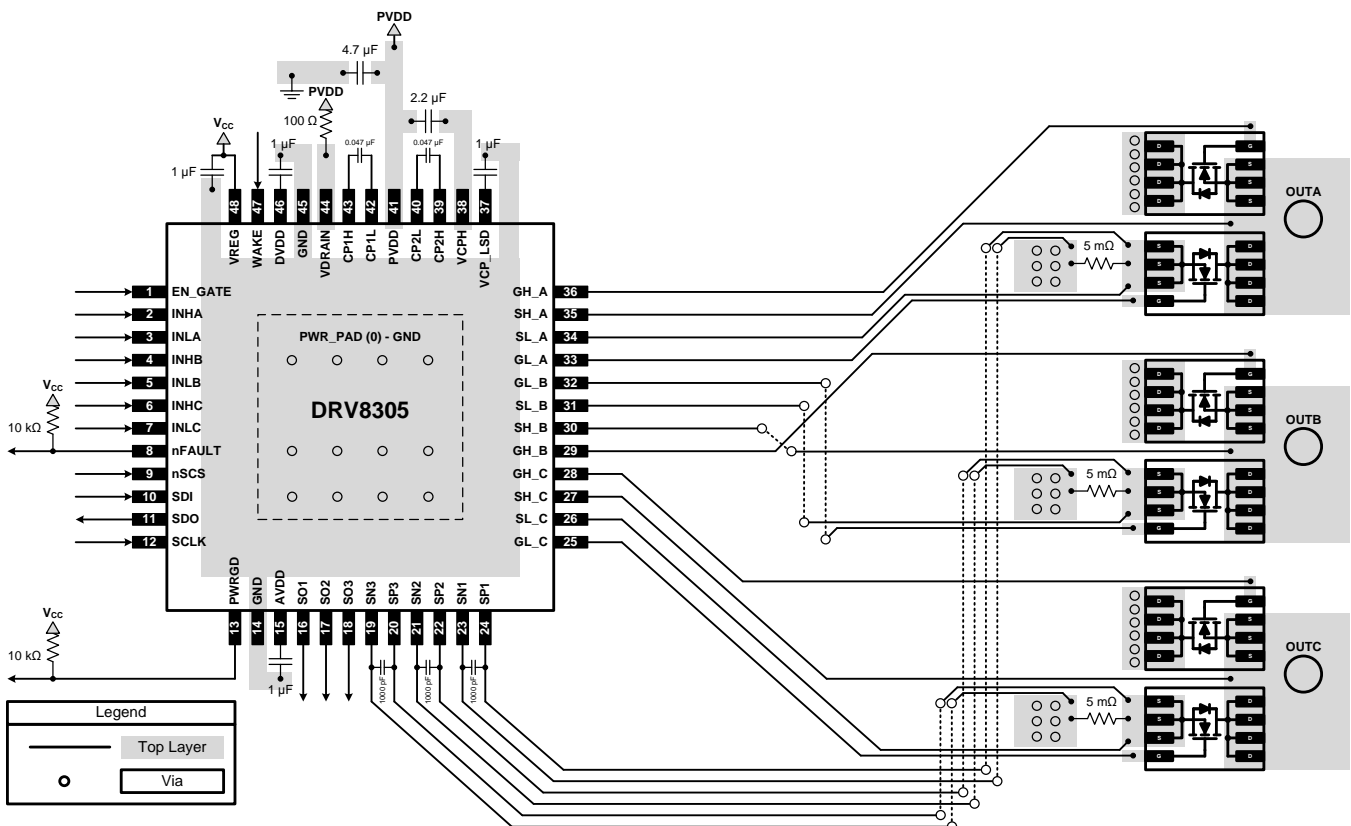 PVDD
4.7 µF
PVDD
2.2 µF
100 Ω
VCC
1 µF
0.047 µF
0.047 µF
1 µF
1 µF
48 47 46 45 44 43 42 41 40 39 38 37
VREG WAKE DVDD GND VDRAIN CP1H CP1L PVDD CP2L CP2H VCPH VCP_LSD
1 EN_GATE
2 INHA
3 INLA
4 INHB
5 INLB
6 INHC
7 INLC
8 nFAULT
9 nSCS
10 SDI
11 SDO
12 SCLK
VCC
10 kΩ
PWR_PAD (0) - GND
DRV8305
GH_A 36
SH_A 35
SL_A 34
GL_A 33
GL_B 32
SL_B 31
SH_B 30
GH_B 29
GH_C 28
SH_C 27
SL_C 26
GL_C 25
PWRGD GND AVDD SO1 SO2 SO3 SN3 SP3 SN2 SP2 SN1 SP1
13 14 15 16 17 18 19 20 21 22 23 24
VCC
10 kΩ
1 µF
1000 pF
1000 pF
1000 pF
D G
D S
D S
D S
OUTA
5 mΩ
S D
S D
S D
G D
D G
D S
D S
D S
OUTB
5 mΩ
S D
S D
S D
G D
D G
D S
D S
D S
OUTC
5 mΩ
S D
S D
S D
G D
Legend
Top Layer
Via